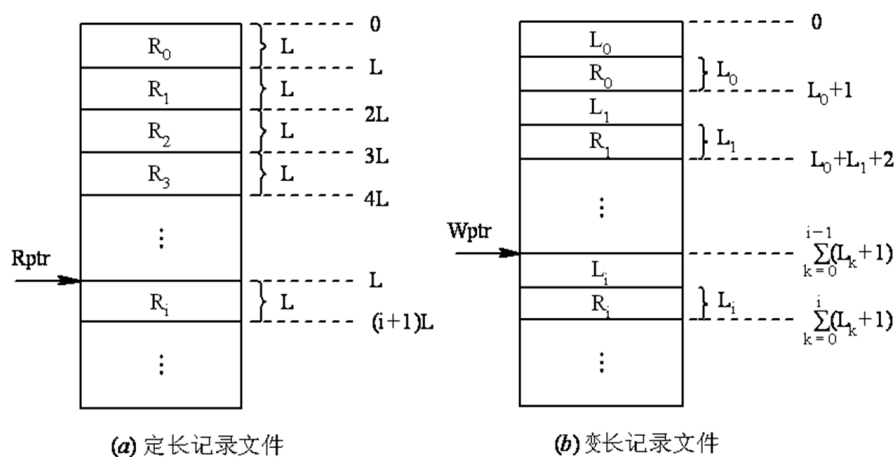 0
R₀ L
L
R₁ L
2L
R₂ L
3L
R₃ L
4L
⋮
Rptr
L
Rᵢ L
(i+1)L
⋮
(a) 定长记录文件
0
L₀
R₀ L₀
L₀+1
L₁
R₁ L₁
L₀+L₁+2
⋮
Wptr
i−1
∑(Lₖ+1)
k=0
Lᵢ
Rᵢ Lᵢ
i
∑(Lₖ+1)
k=0
⋮
(b) 变长记录文件